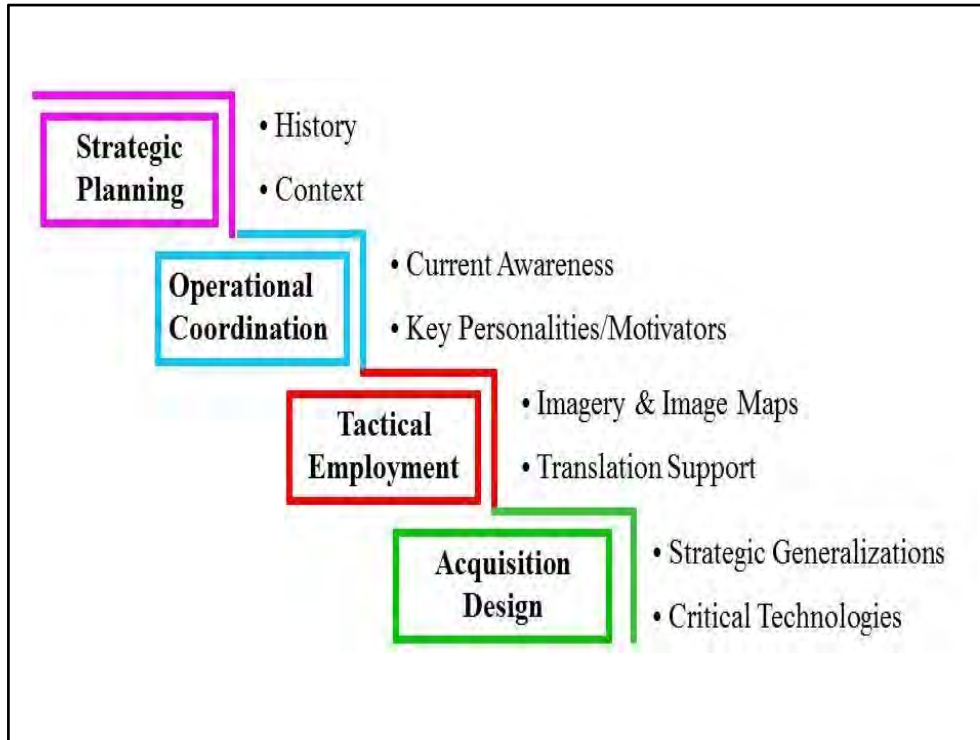 Strategic
Planning
• History
• Context
Operational
Coordination
• Current Awareness
• Key Personalities/Motivators
Tactical
Employment
• Imagery & Image Maps
• Translation Support
Acquisition
Design
• Strategic Generalizations
• Critical Technologies